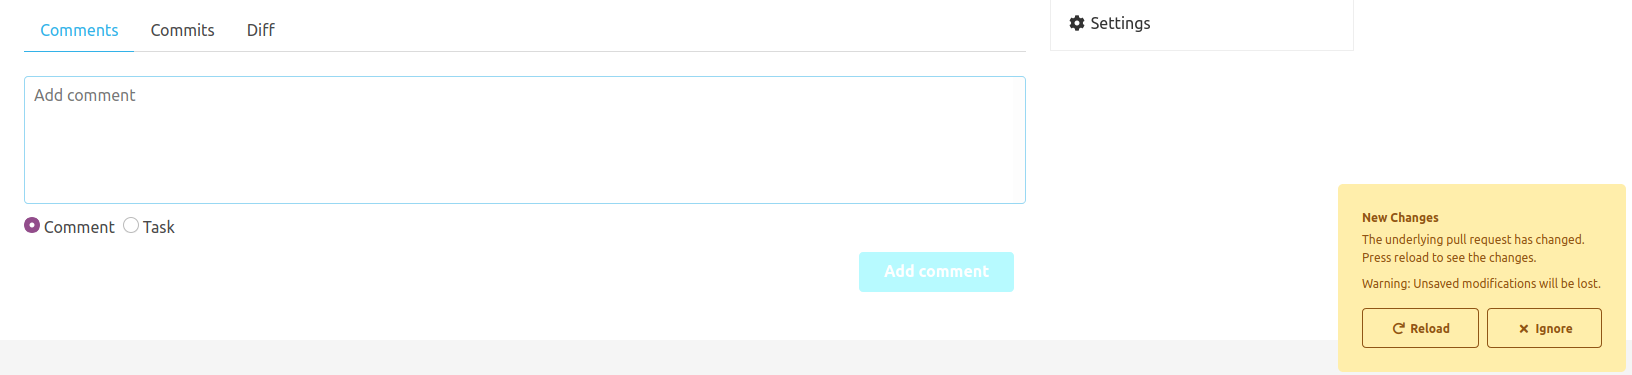 Comments Commits Diff
Settings
Add comment
Comment Task
Add comment
New Changes
The underlying pull request has changed.
Press reload to see the changes.
Warning: Unsaved modifications will be lost.
Reload Ignore